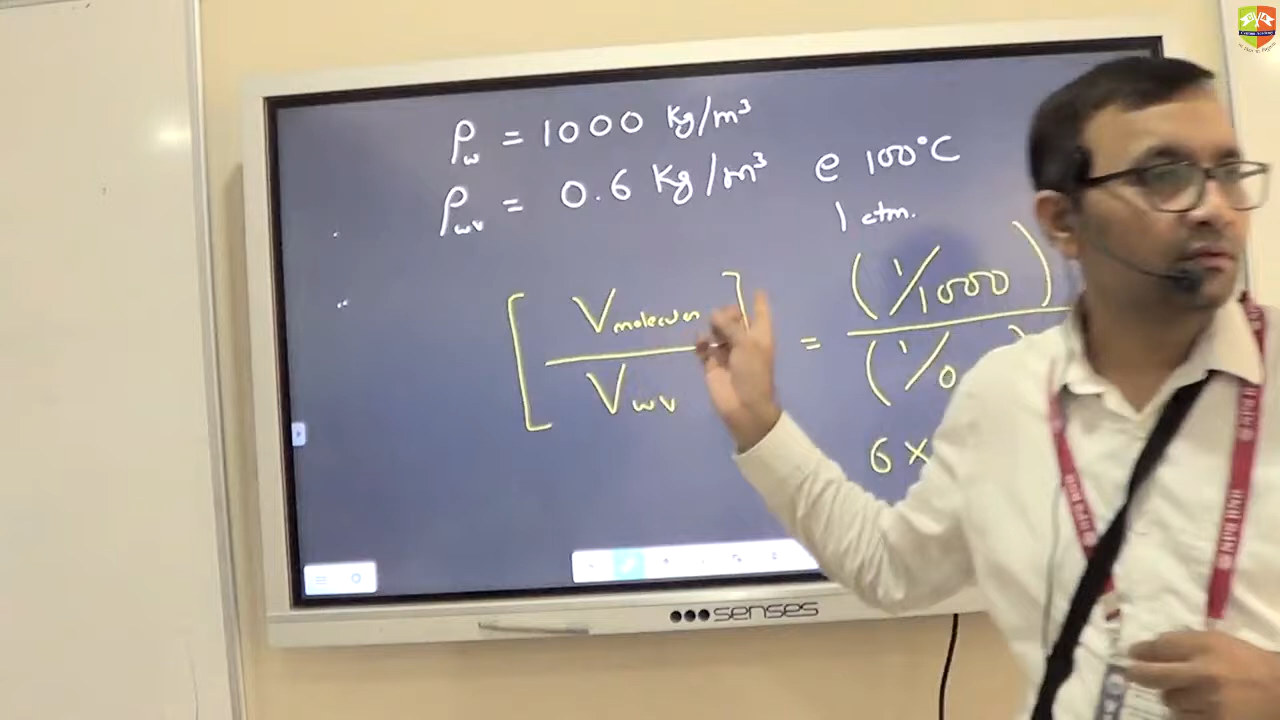 ρw = 1000 Kg/m³
ρwv = 0.6 Kg/m³ @ 100°C
1 atm.
[Vmolecular / Vwv] = (1/1000) / (1/0
6 ×
senses